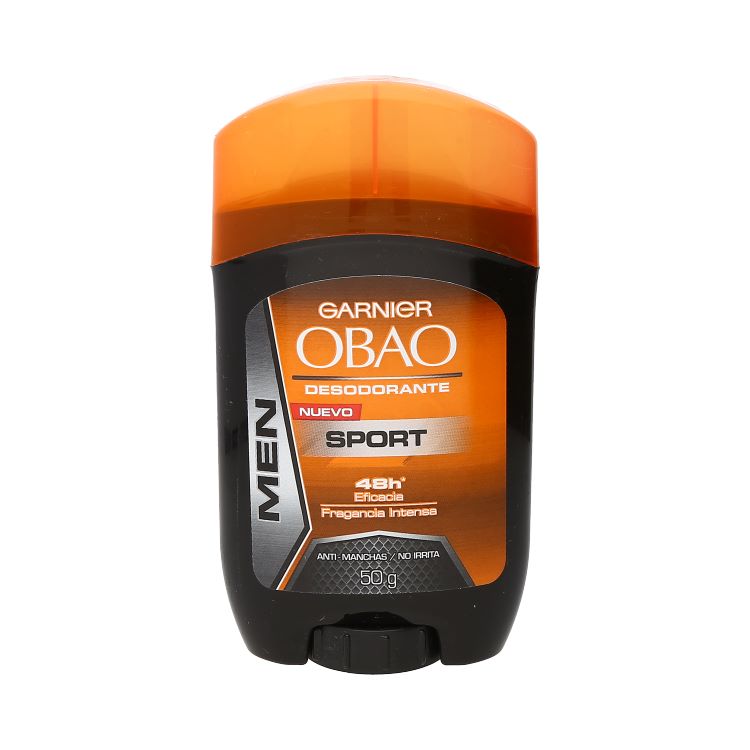 GARNIER
OBAO
DESODORANTE
NUEVO
SPORT
MEN
48h*
Eficacia
Fragancia Intensa
ANTI-MANCHAS / NO IRRITA
50 g